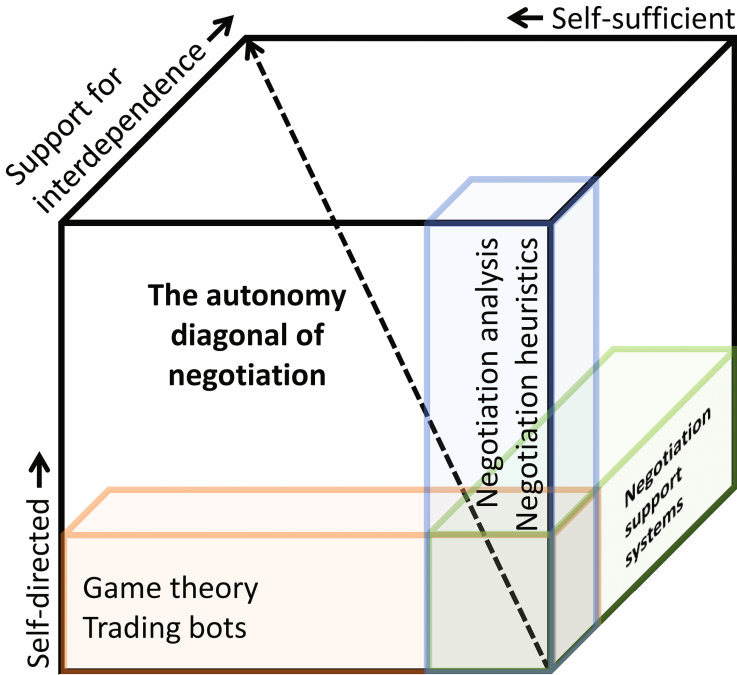 ← Self-sufficient
Support for
interdependence →
The autonomy
diagonal of
negotiation
Negotiation analysis
Negotiation heuristics
Negotiation
support
systems
Self-directed →
Game theory
Trading bots